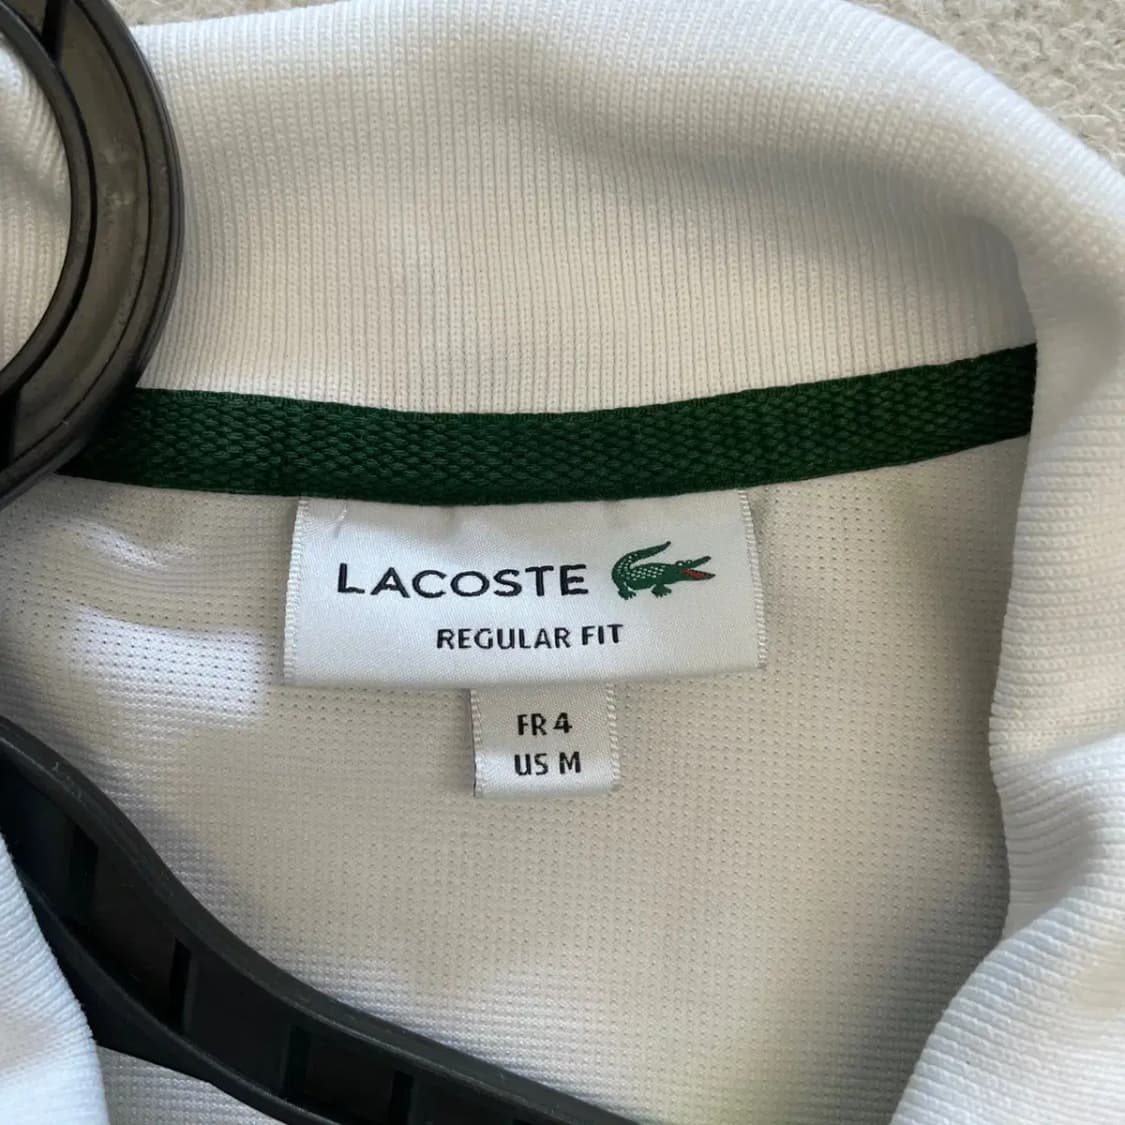 LACOSTE
REGULAR FIT
FR 4
US M